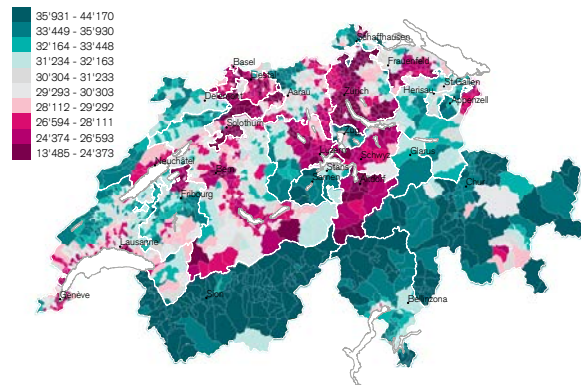 35'931 - 44'170
33'449 - 35'930
32'164 - 33'448
31'234 - 32'163
30'304 - 31'233
29'293 - 30'303
28'112 - 29'292
26'594 - 28'111
24'374 - 26'593
13'485 - 24'373
Schaffhausen
Basel
Liestal
Frauenfeld
St.Gallen
Delémont
Aarau
Zürich
Herisau
Appenzell
Solothurn
Zug
Neuchâtel
Luzern
Schwyz
Glarus
Bern
Stans
Sarnen
Altdorf
Chur
Fribourg
Lausanne
Genève
Sion
Bellinzona